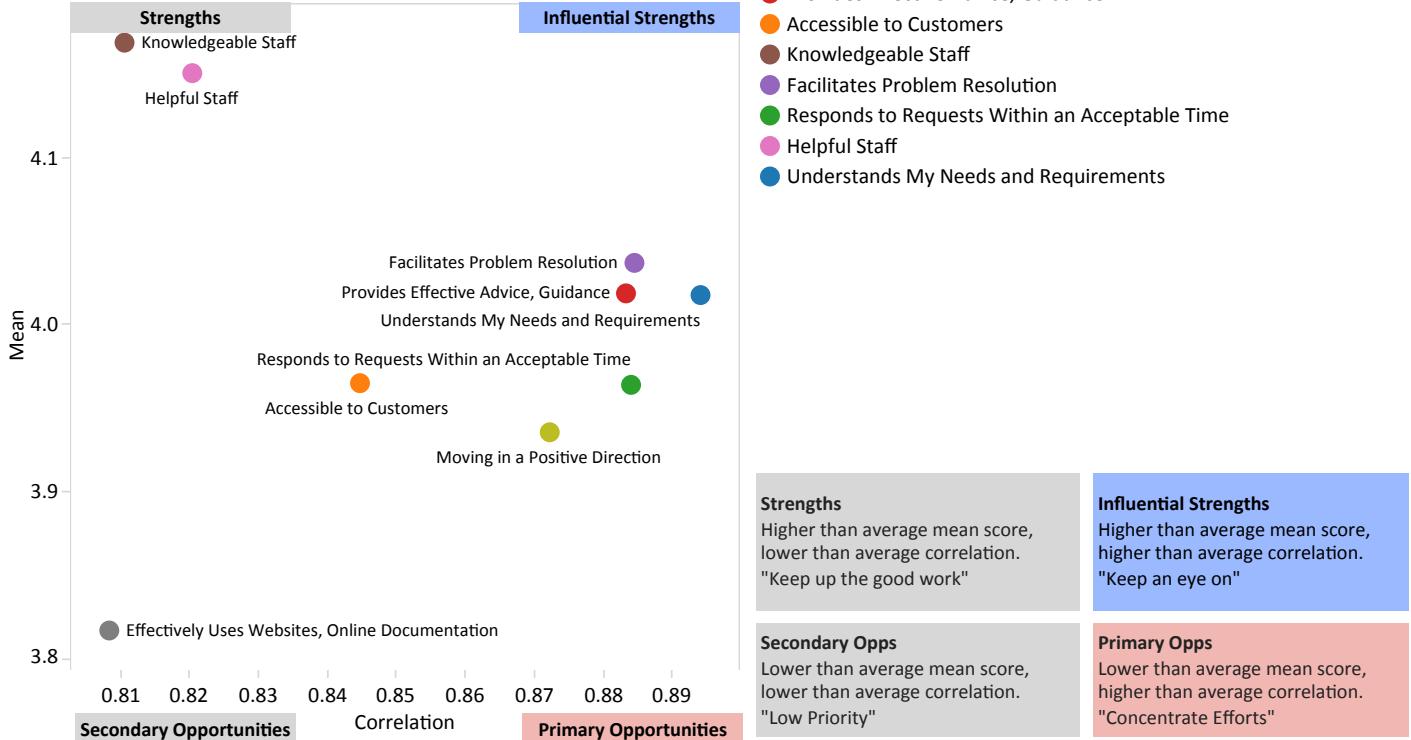 Strengths
Influential Strengths
Knowledgeable Staff
Helpful Staff
4.1
Facilitates Problem Resolution
Provides Effective Advice, Guidance
Understands My Needs and Requirements
4.0
Mean
Responds to Requests Within an Acceptable Time
Accessible to Customers
Moving in a Positive Direction
3.9
Effectively Uses Websites, Online Documentation
3.8
0.81 0.82 0.83 0.84 0.85 0.86 0.87 0.88 0.89
Correlation
Secondary Opportunities
Primary Opportunities
Accessible to Customers
Knowledgeable Staff
Facilitates Problem Resolution
Responds to Requests Within an Acceptable Time
Helpful Staff
Understands My Needs and Requirements
Strengths
Higher than average mean score,
lower than average correlation.
"Keep up the good work"
Influential Strengths
Higher than average mean score,
higher than average correlation.
"Keep an eye on"
Secondary Opps
Lower than average mean score,
lower than average correlation.
"Low Priority"
Primary Opps
Lower than average mean score,
higher than average correlation.
"Concentrate Efforts"